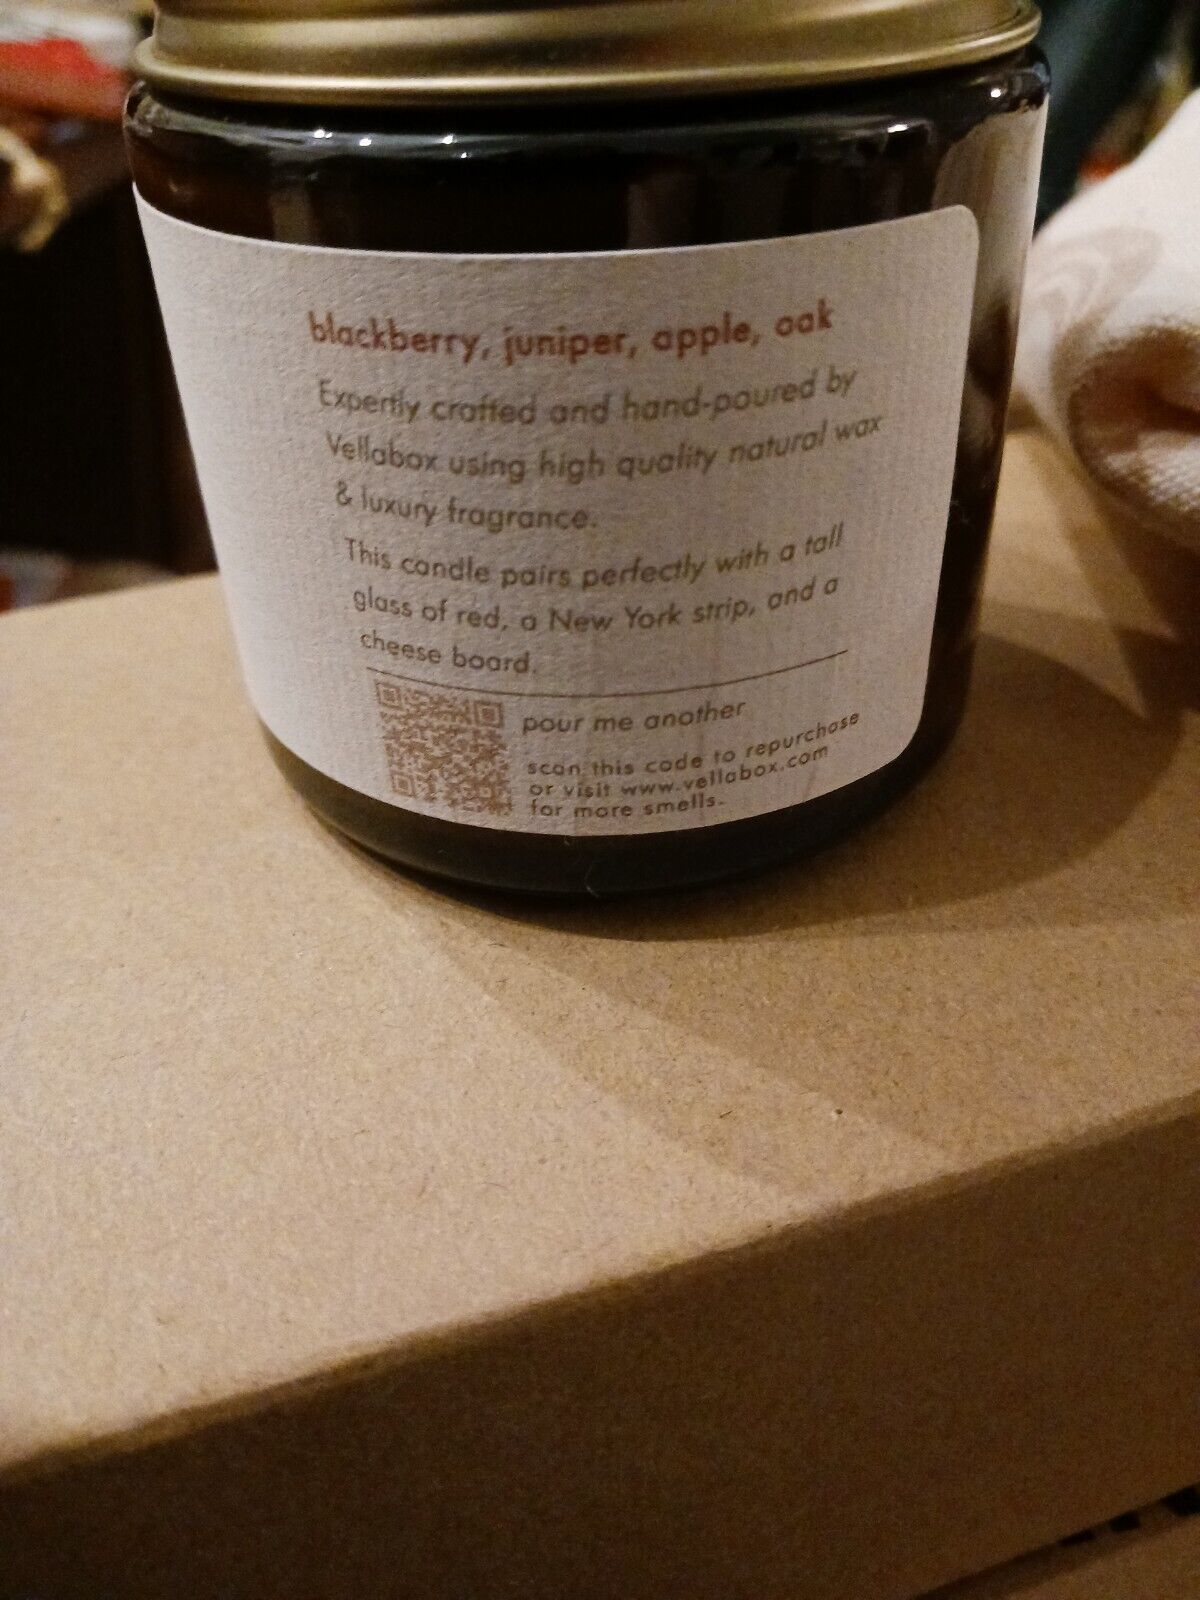 blackberry, juniper, apple, oak
Expertly crafted and hand-poured by
Vellabox using high quality natural wax
& luxury fragrance.
This candle pairs perfectly with a tall
glass of red, a New York strip, and a
cheese board.
pour me another
scan this code to repurchase
or visit www.vellabox.com
for more smells.